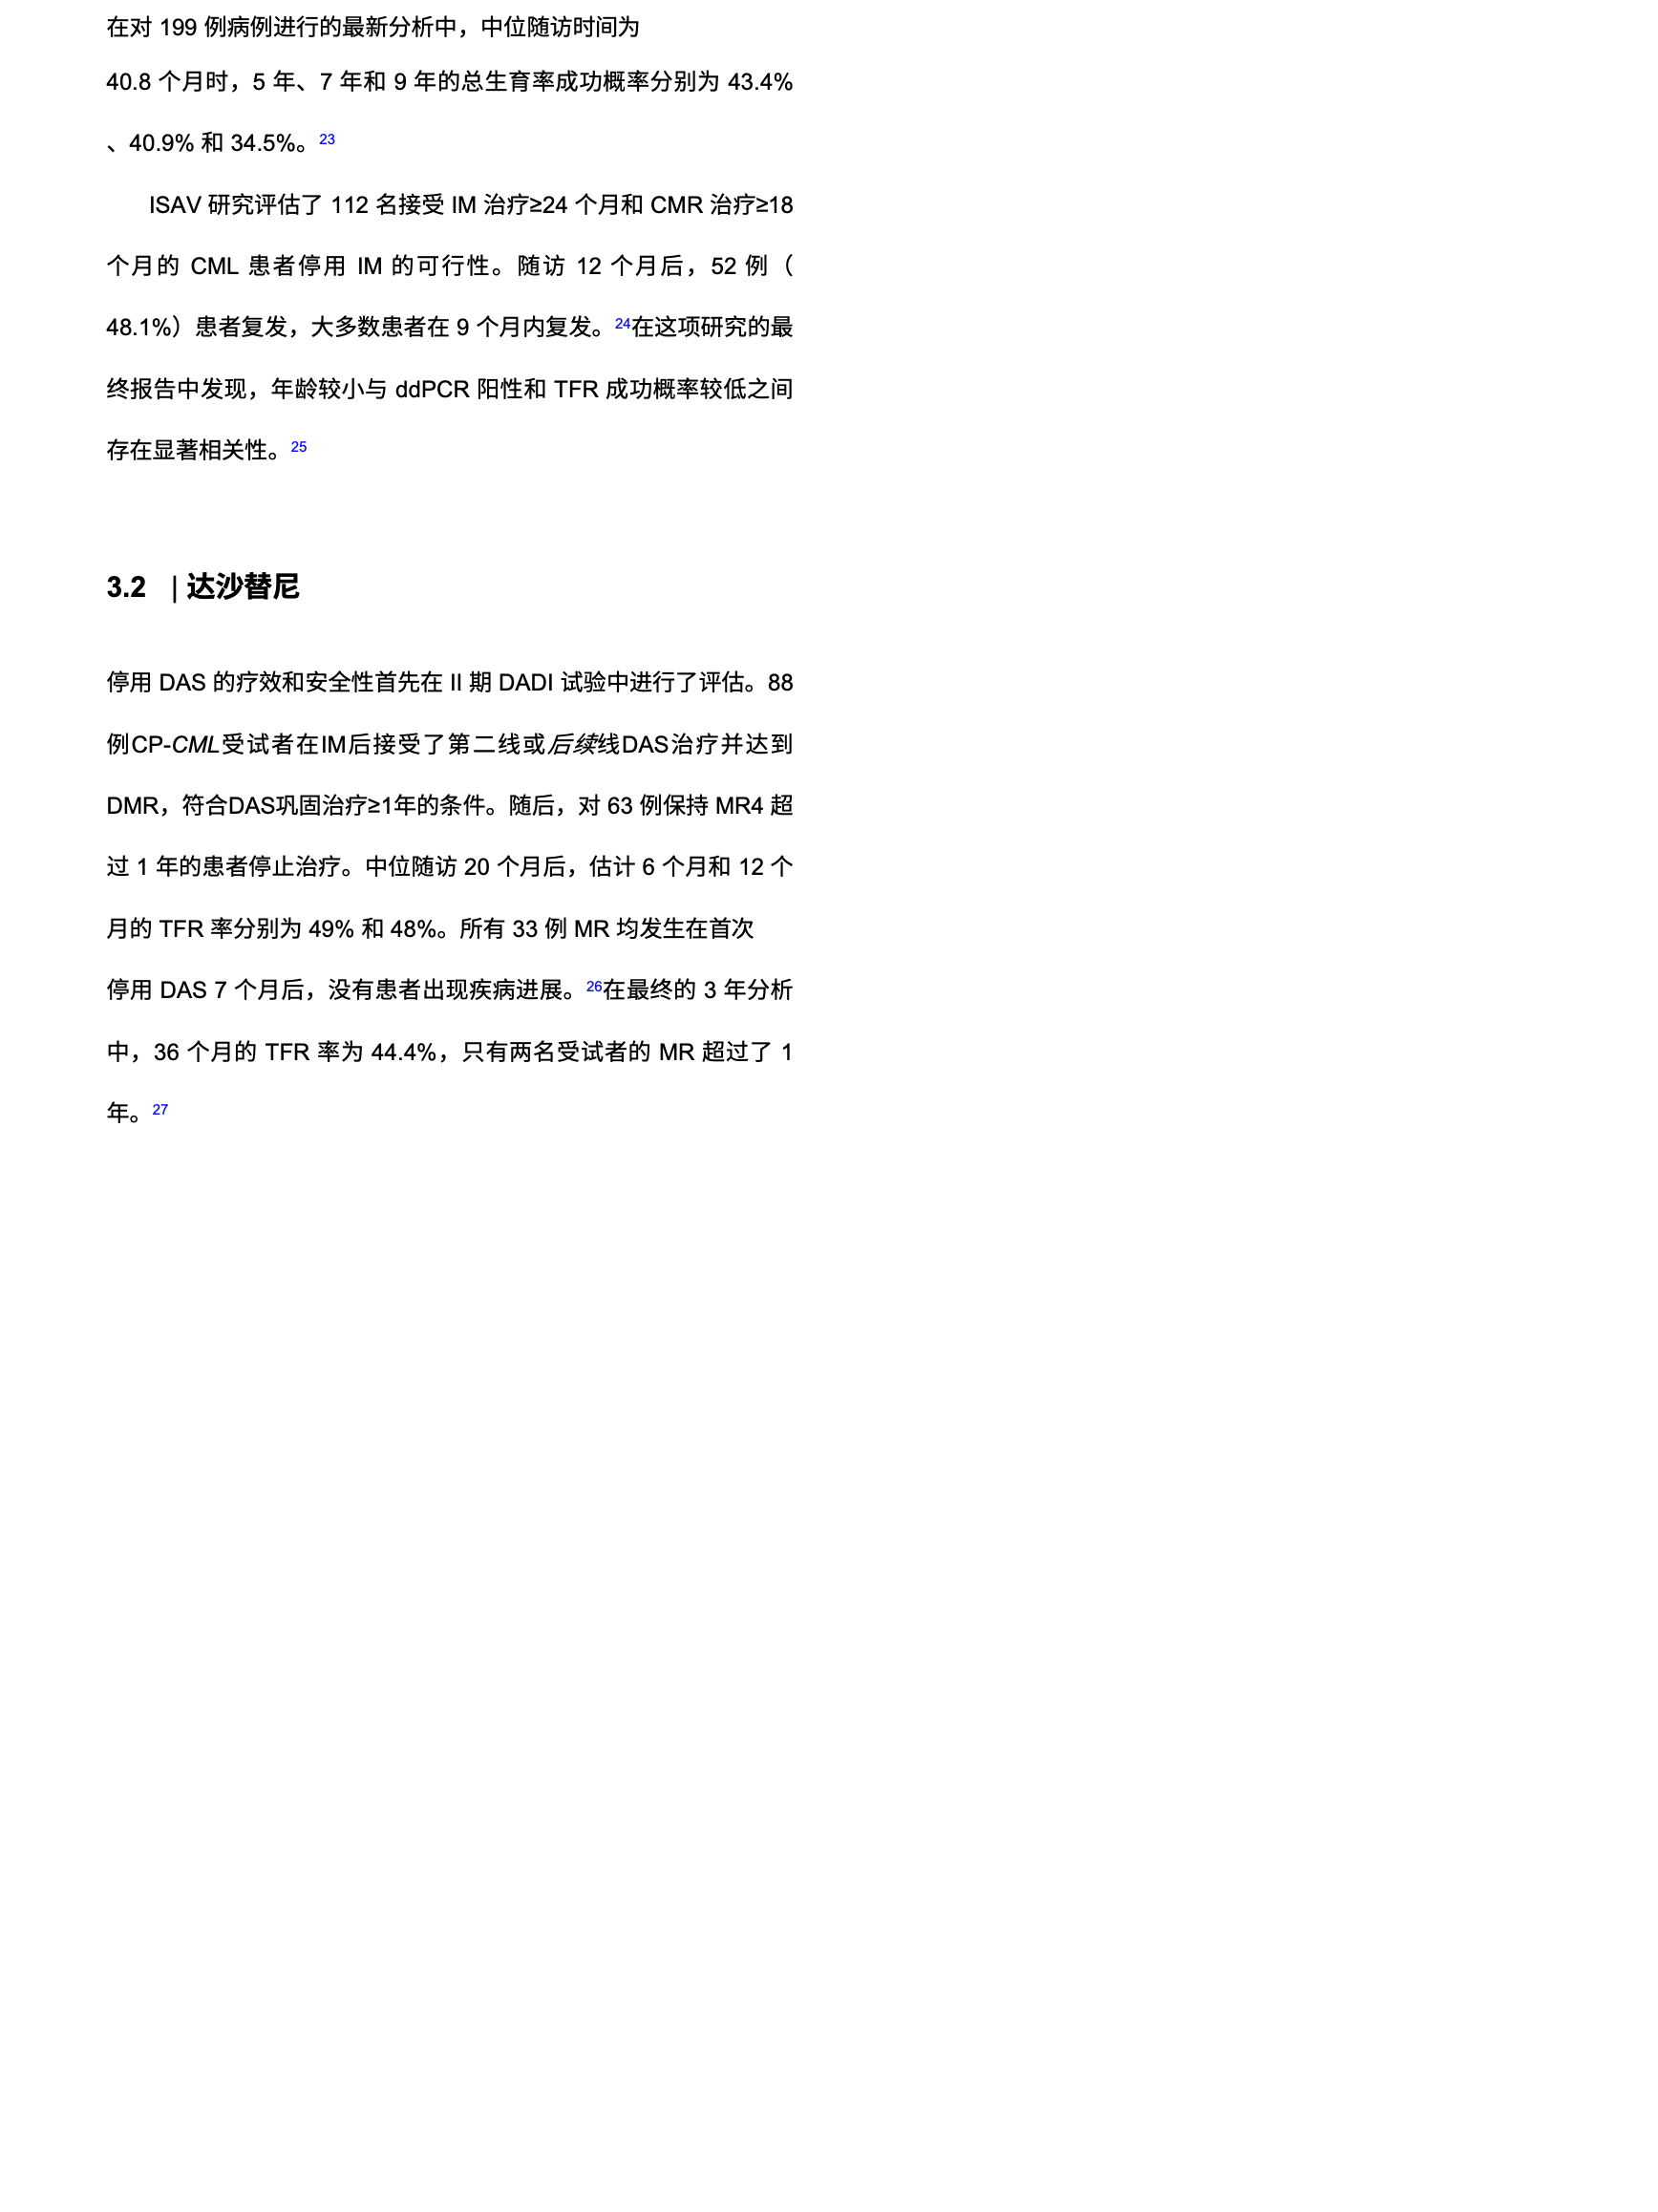 在对 199 例病例进行的最新分析中，中位随访时间为
40.8 个月时，5 年、7 年和 9 年的总生育率成功概率分别为 43.4%
、40.9% 和 34.5%。23
ISAV 研究评估了 112 名接受 IM 治疗≥24 个月和 CMR 治疗≥18
个月的 CML 患者停用 IM 的可行性。随访 12 个月后，52 例（
48.1%）患者复发，大多数患者在 9 个月内复发。24在这项研究的最
终报告中发现，年龄较小与 ddPCR 阳性和 TFR 成功概率较低之间
存在显著相关性。25
3.2 | 达沙替尼
停用 DAS 的疗效和安全性首先在 II 期 DADI 试验中进行了评估。88
例CP-CML受试者在IM后接受了第二线或后续线DAS治疗并达到
DMR，符合DAS巩固治疗≥1年的条件。随后，对 63 例保持 MR4 超
过 1 年的患者停止治疗。中位随访 20 个月后，估计 6 个月和 12 个
月的 TFR 率分别为 49% 和 48%。所有 33 例 MR 均发生在首次
停用 DAS 7 个月后，没有患者出现疾病进展。26在最终的 3 年分析
中，36 个月的 TFR 率为 44.4%，只有两名受试者的 MR 超过了 1
年。27